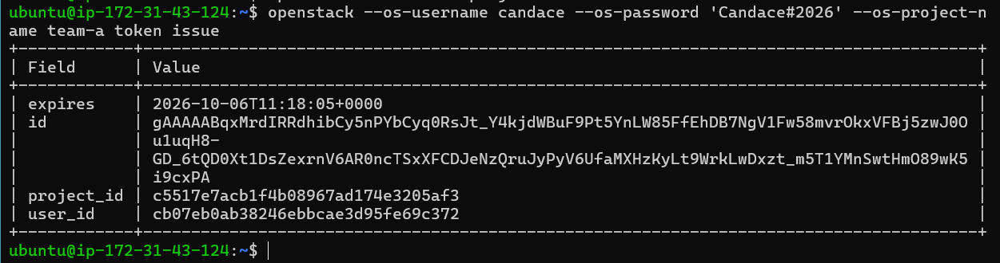 ubuntu@ip-172-31-43-124:~$ openstack --os-username candace --os-password 'Candace#2026' --os-project-n
ame team-a token issue
+------------+----------------------------------------------------------------------------------------+
| Field      | Value                                                                                  |
+------------+----------------------------------------------------------------------------------------+
| expires    | 2026-10-06T11:18:05+0000                                                               |
| id         | gAAAAABqxMrdIRRdhibCy5nPYbCyq0RsJt_Y4kjdWBuF9Pt5YnLW85FfEhDB7NgV1Fw58mvrOkxVFBj5zwJ0O |
|            | u1uqH8-                                                                                |
|            | GD_6tQD0Xt1DsZexrnV6AR0ncTSxXFCDJeNzQruJyPyV6UfaMXHzKyLt9WrkLwDxzt_m5T1YMnSwtHmO89wK5 |
|            | i9cxPA                                                                                 |
| project_id | c5517e7acb1f4b08967ad174e3205af3                                                       |
| user_id    | cb07eb0ab38246ebbcae3d95fe69c372                                                       |
+------------+----------------------------------------------------------------------------------------+
ubuntu@ip-172-31-43-124:~$